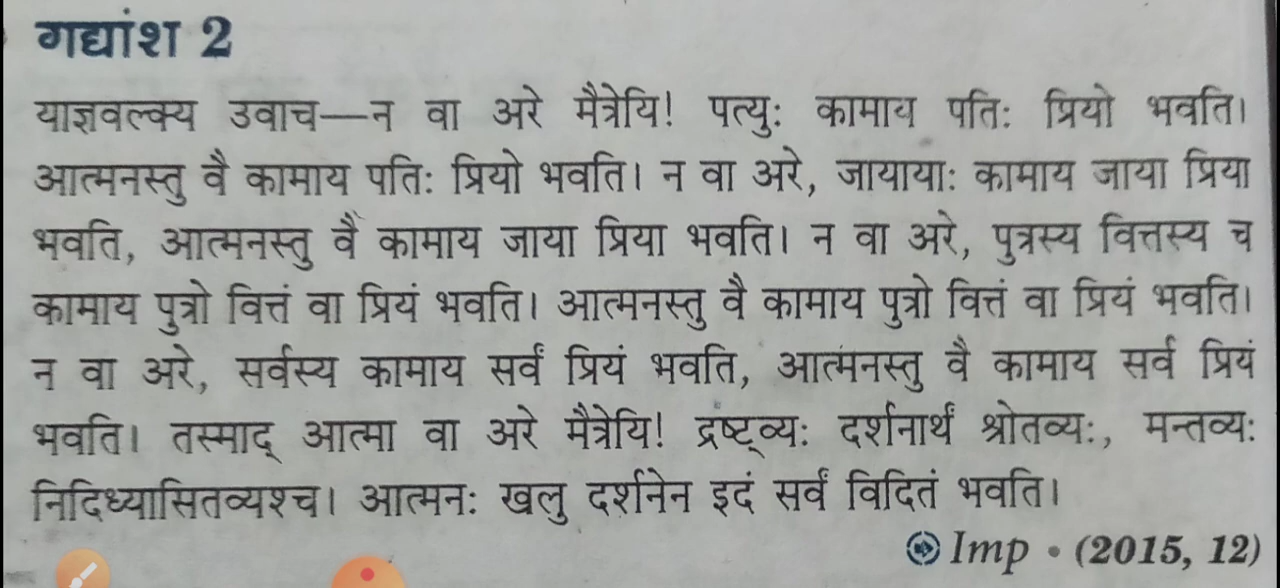 गद्यांश 2
याज्ञवल्क्य उवाच—न वा अरे मैत्रेयि! पत्युः कामाय पतिः प्रियो भवति।
आत्मनस्तु वै कामाय पतिः प्रियो भवति। न वा अरे, जायायाः कामाय जाया प्रिया
भवति, आत्मनस्तु वै कामाय जाया प्रिया भवति। न वा अरे, पुत्रस्य वित्तस्य च
कामाय पुत्रो वित्तं वा प्रियं भवति। आत्मनस्तु वै कामाय पुत्रो वित्तं वा प्रियं भवति।
न वा अरे, सर्वस्य कामाय सर्वं प्रियं भवति, आत्मनस्तु वै कामाय सर्व प्रियं
भवति। तस्माद् आत्मा वा अरे मैत्रेयि! द्रष्टव्यः दर्शनार्थं श्रोतव्यः, मन्तव्यः
निदिध्यासितव्यश्च। आत्मनः खलु दर्शनेन इदं सर्वं विदितं भवति।
Imp • (2015, 12)